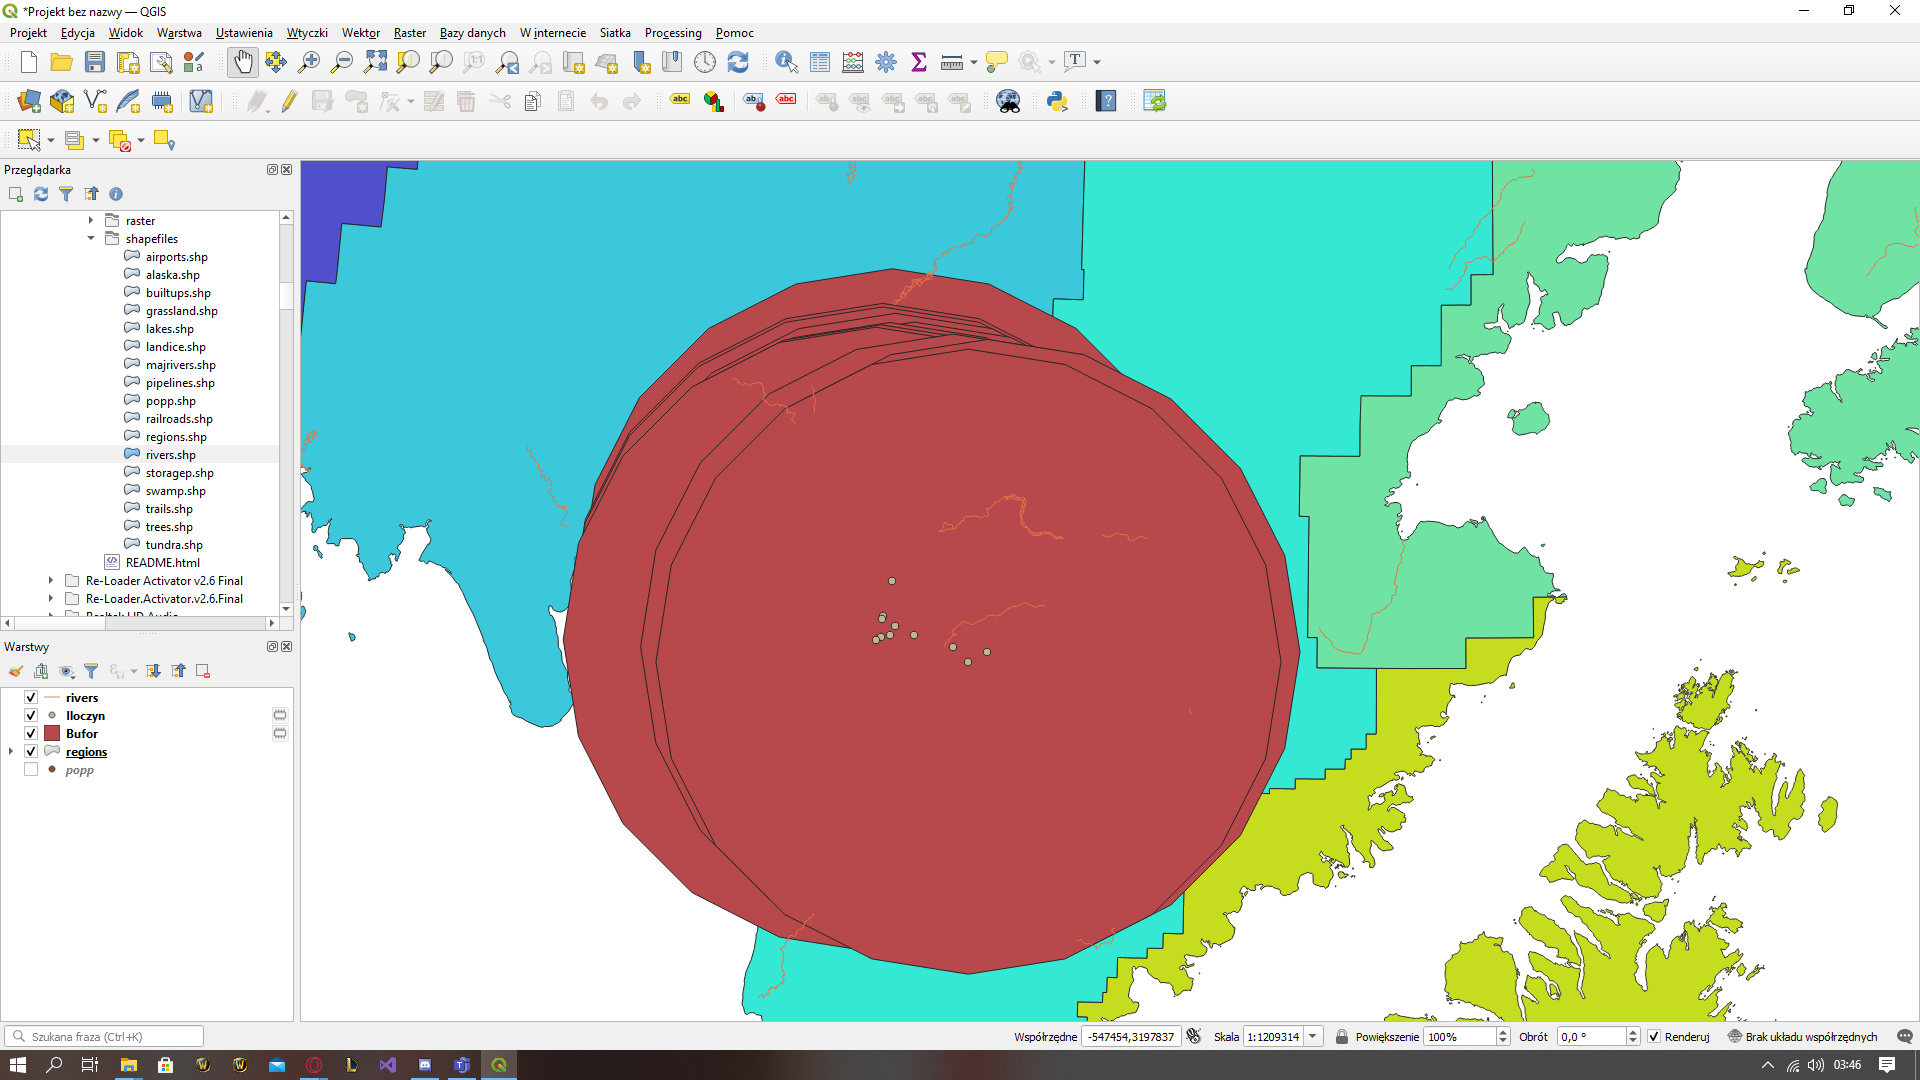 *Projekt bez nazwy — QGIS
Projekt Edycja Widok Warstwa Ustawienia Wtyczki Wektor Raster Bazy danych W internecie Siatka Processing Pomoc
Przeglądarka
raster
shapefiles
airports.shp
alaska.shp
builtups.shp
grassland.shp
lakes.shp
landice.shp
majrivers.shp
pipelines.shp
popp.shp
railroads.shp
regions.shp
rivers.shp
storagep.shp
swamp.shp
trails.shp
trees.shp
tundra.shp
README.html
Re-Loader Activator v2.6 Final
Re-Loader.Activator.v2.6.Final
Warstwy
rivers
Iloczyn
Bufor
regions
popp
Szukana fraza (Ctrl+K)
Współrzędne -547454,3197837 Skala 1:1209314 Powiększenie 100% Obrót 0,0 ° Renderuj Brak układu współrzędnych
03:46